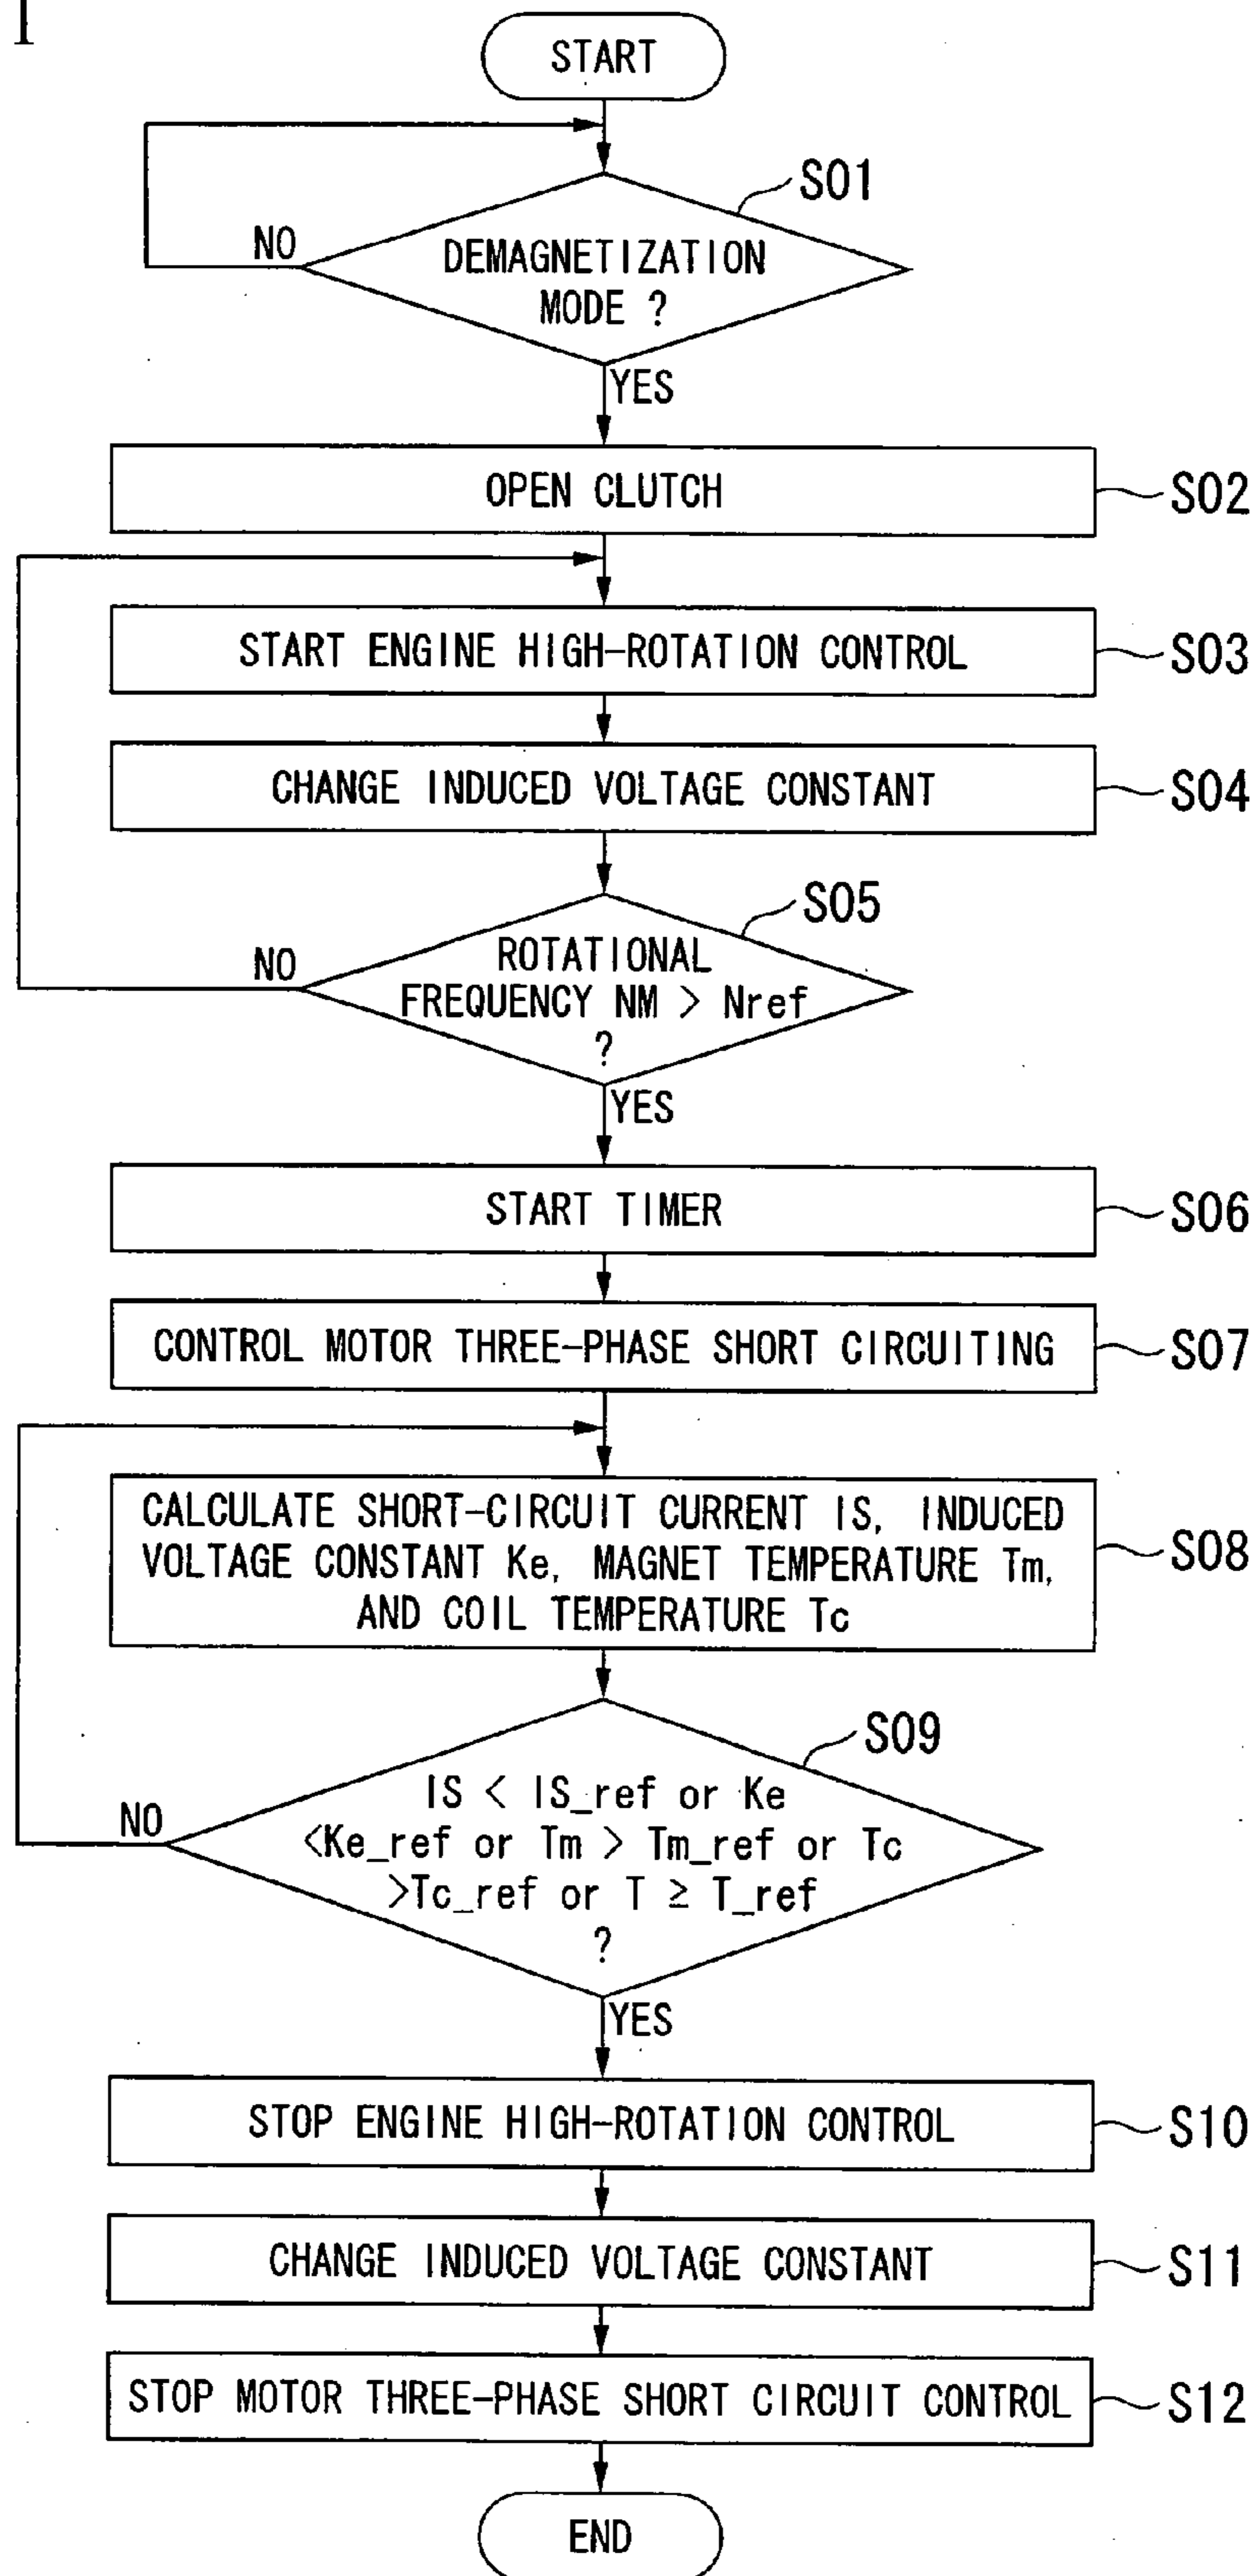 START
S01
NO
DEMAGNETIZATION
MODE ?
YES
OPEN CLUTCH
S02
START ENGINE HIGH-ROTATION CONTROL
S03
CHANGE INDUCED VOLTAGE CONSTANT
S04
S05
NO
ROTATIONAL
FREQUENCY NM > Nref
?
YES
START TIMER
S06
CONTROL MOTOR THREE-PHASE SHORT CIRCUITING
S07
CALCULATE SHORT-CIRCUIT CURRENT IS, INDUCED
VOLTAGE CONSTANT Ke, MAGNET TEMPERATURE Tm,
AND COIL TEMPERATURE Tc
S08
S09
NO
IS < IS_ref or Ke
<Ke_ref or Tm > Tm_ref or Tc
>Tc_ref or T ≥ T_ref
?
YES
STOP ENGINE HIGH-ROTATION CONTROL
S10
CHANGE INDUCED VOLTAGE CONSTANT
S11
STOP MOTOR THREE-PHASE SHORT CIRCUIT CONTROL
S12
END